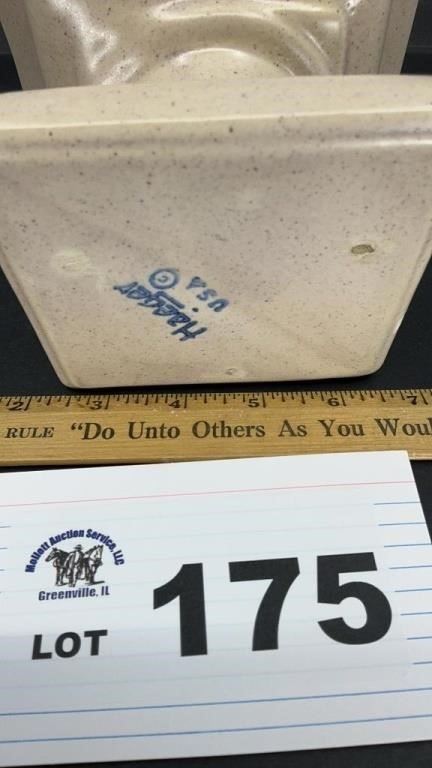 Haeger
©
USA
2 3 4 5 6 7
RULE "Do Unto Others As You Woul
Mollett Auction Service, LLC
Greenville, IL
LOT 175